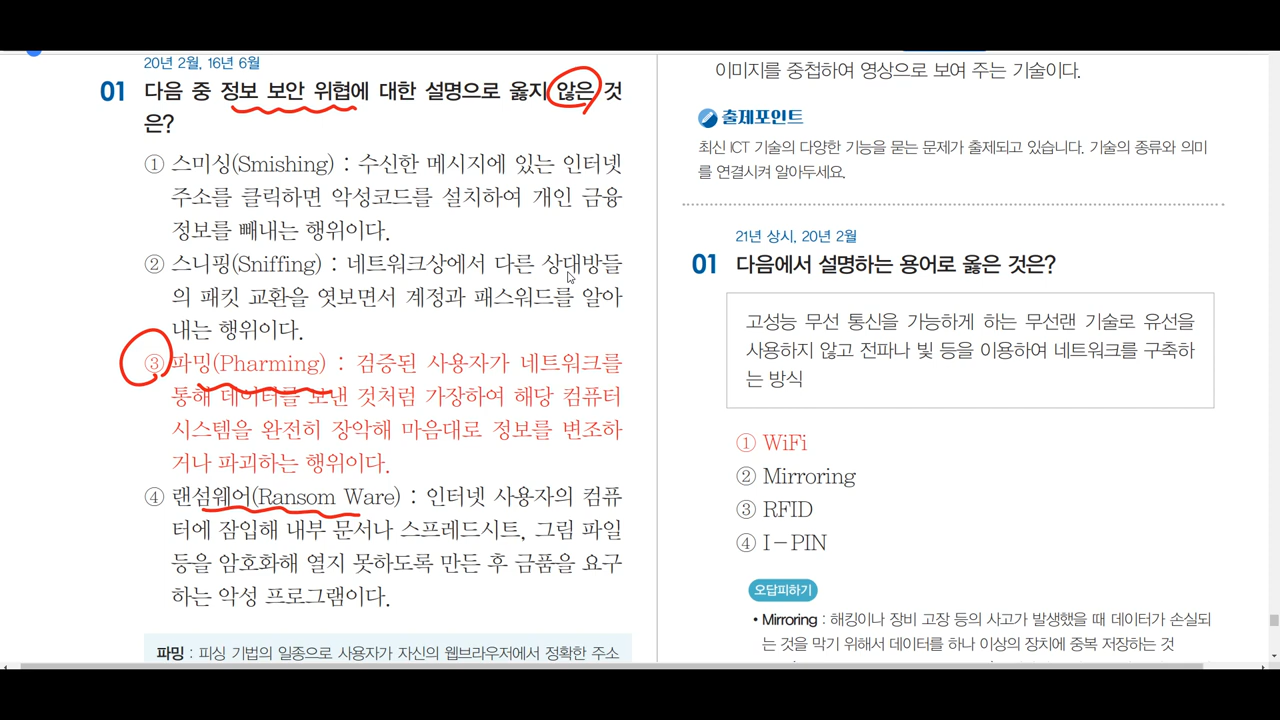 20년 2월, 16년 6월
01 다음 중 정보 보안 위협에 대한 설명으로 옳지 않은 것
은?
① 스미싱(Smishing) : 수신한 메시지에 있는 인터넷
주소를 클릭하면 악성코드를 설치하여 개인 금융
정보를 빼내는 행위이다.
② 스니핑(Sniffing) : 네트워크상에서 다른 상대방들
의 패킷 교환을 엿보면서 계정과 패스워드를 알아
내는 행위이다.
③ 파밍(Pharming) : 검증된 사용자가 네트워크를
통해 데이터를 보낸 것처럼 가장하여 해당 컴퓨터
시스템을 완전히 장악해 마음대로 정보를 변조하
거나 파괴하는 행위이다.
④ 랜섬웨어(Ransom Ware) : 인터넷 사용자의 컴퓨
터에 잠입해 내부 문서나 스프레드시트, 그림 파일
등을 암호화해 열지 못하도록 만든 후 금품을 요구
하는 악성 프로그램이다.
파밍 : 피싱 기법의 일종으로 사용자가 자신의 웹브라우저에서 정확한 주소
이미지를 중첩하여 영상으로 보여 주는 기술이다.
출제포인트
최신 ICT 기술의 다양한 기능을 묻는 문제가 출제되고 있습니다. 기술의 종류와 의미
를 연결시켜 알아두세요.
21년 상시, 20년 2월
01 다음에서 설명하는 용어로 옳은 것은?
고성능 무선 통신을 가능하게 하는 무선랜 기술로 유선을
사용하지 않고 전파나 빛 등을 이용하여 네트워크를 구축하
는 방식
① WiFi
② Mirroring
③ RFID
④ I-PIN
오답피하기
• Mirroring : 해킹이나 장비 고장 등의 사고가 발생했을 때 데이터가 손실되
는 것을 막기 위해서 데이터를 하나 이상의 장치에 중복 저장하는 것